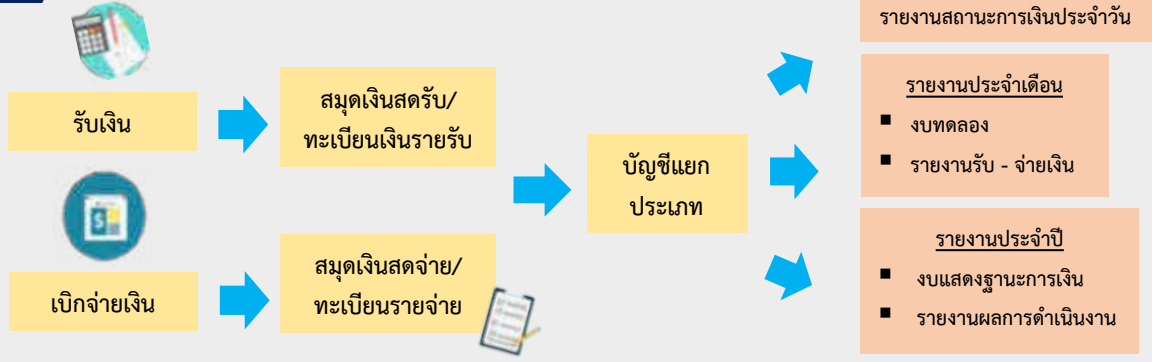 รายงานสถานะการเงินประจำวัน
รับเงิน
สมุดเงินสดรับ/
ทะเบียนเงินรายรับ
เบิกจ่ายเงิน
สมุดเงินสดจ่าย/
ทะเบียนรายจ่าย
บัญชีแยก
ประเภท
รายงานประจำเดือน
▪ งบทดลอง
▪ รายงานรับ - จ่ายเงิน
รายงานประจำปี
▪ งบแสดงฐานะการเงิน
▪ รายงานผลการดำเนินงาน